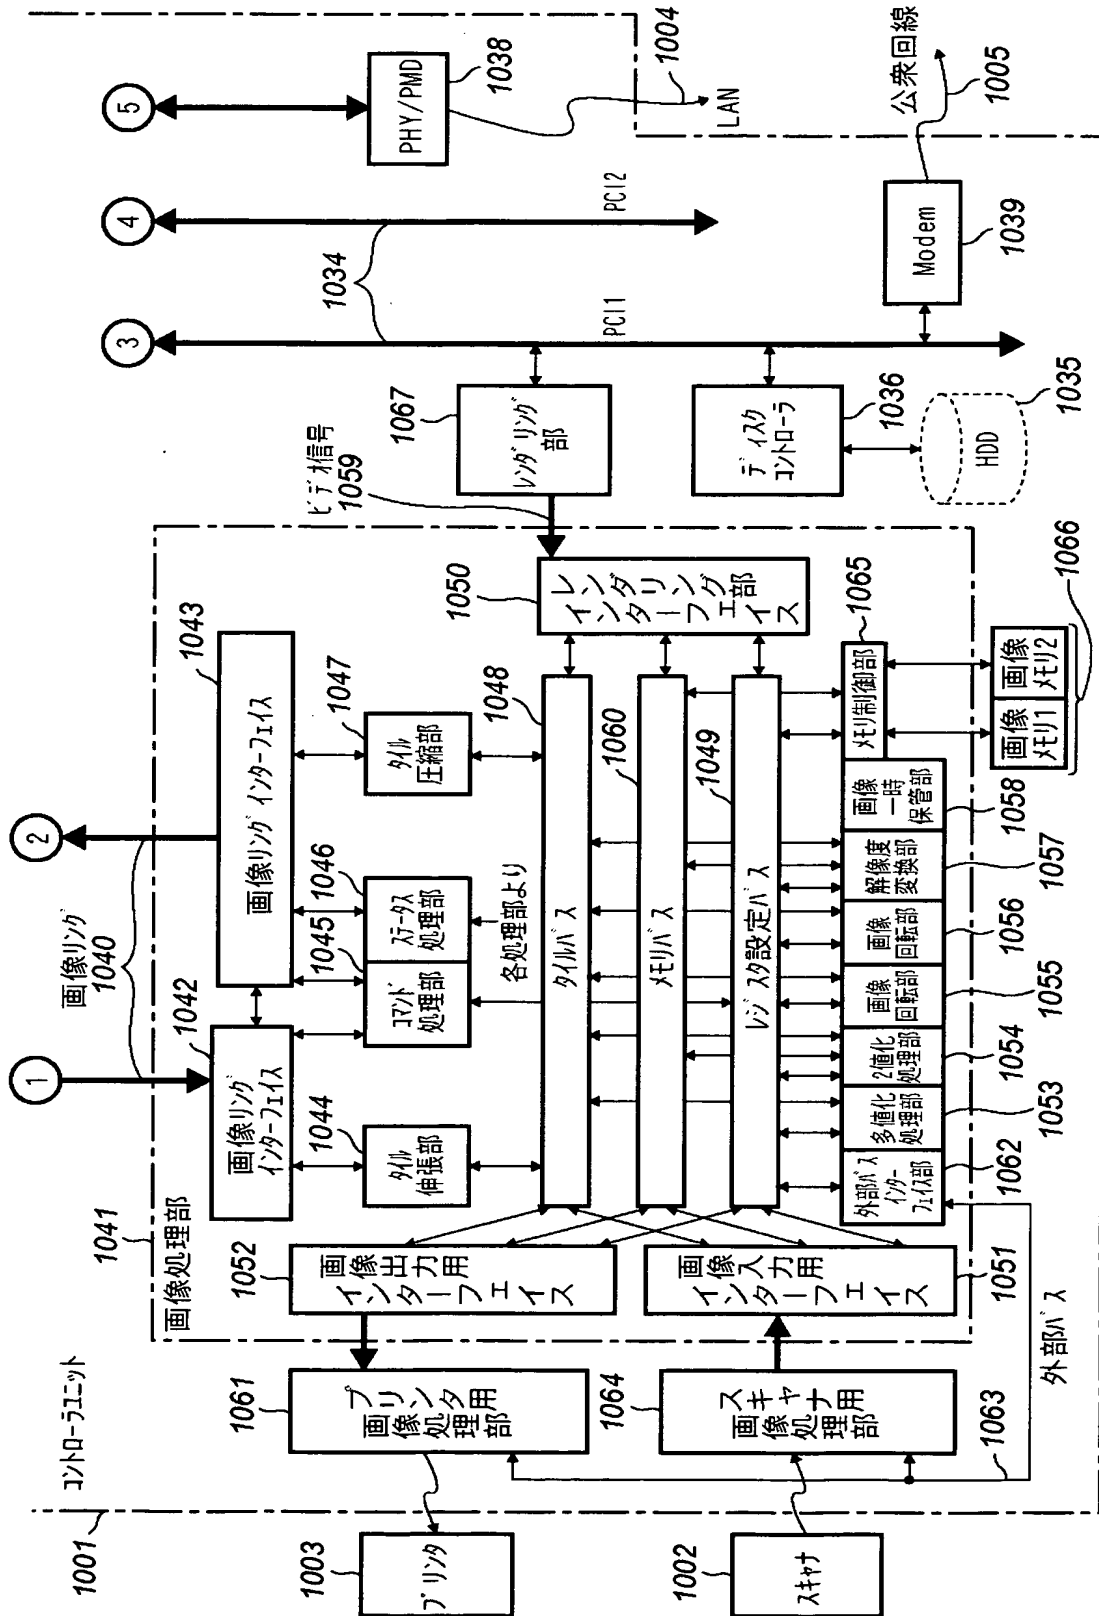 1001
コントローラユニット
1041
画像処理部
画像リング
1040
1
2
3
4
5
1042
画像リング
インターフェイス
1043
画像リング インターフェイス
1044
タイル
伸張部
1045
コマンド
処理部
1046
ステータス
処理部
1047
タイル
圧縮部
各処理部より
1048
タイルバス
1060
メモリバス
1049
レジスタ設定バス
1050
レンダリング部
インターフェイス
ビデオ信号
1059
1067
レンダリング
部
1034
PCI1
PCI2
PHY/PMD
1038
1004
LAN
公衆回線
1005
Modem
1039
ディスク
コントローラ
1036
HDD
1035
1052
画像出力用
インターフェイス
画像入力用
インターフェイス
1051
1061
プリンタ用
画像処理部
1064
スキャナ用
画像処理部
1003
プリンタ
1002
スキャナ
外部バス
1063
外部バス
インター
フェイス部
1062
多値化
処理部
1053
2値化
処理部
1054
画像
回転部
1055
画像
回転部
1056
解像度
変換部
1057
画像
一時
保管部
1058
メモリ制御部
1065
画像
メモリ1
画像
メモリ2
1066